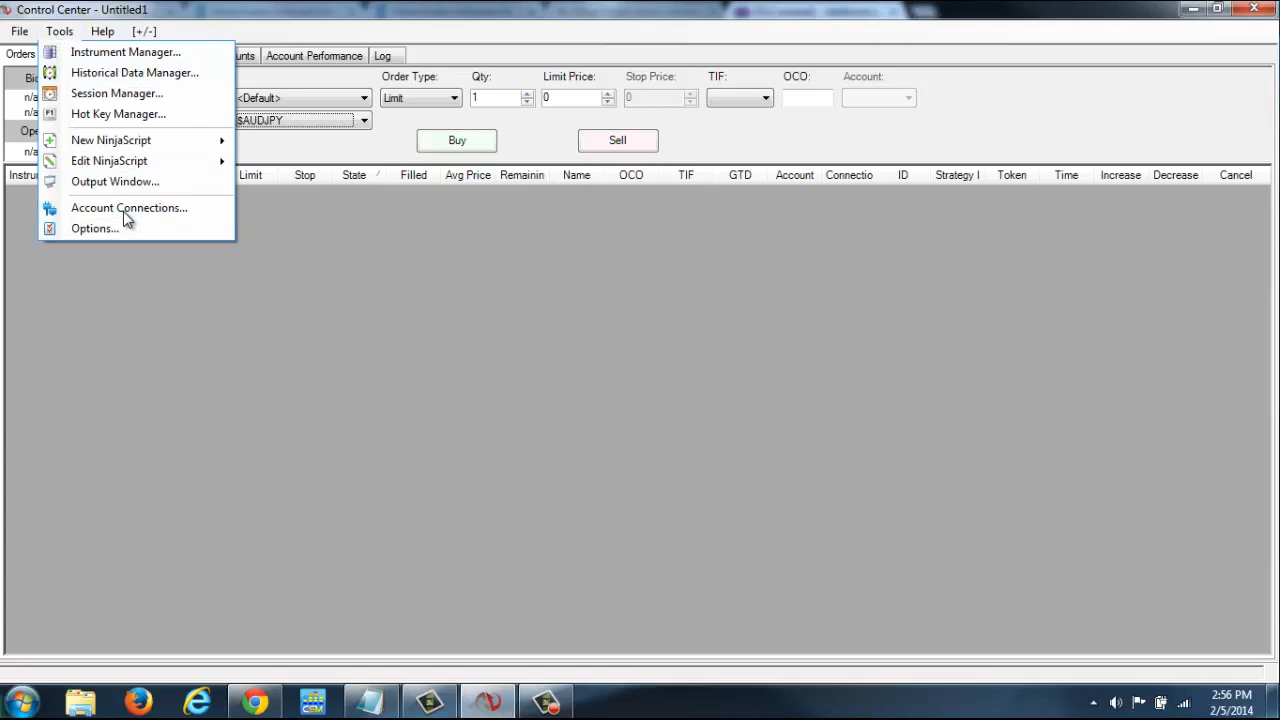 Control Center - Untitled1
File Tools Help [+/-]
Orders unts Account Performance Log
Instrument Manager...
Historical Data Manager...
Session Manager...
Hot Key Manager...
New NinjaScript
Edit NinjaScript
Output Window...
Account Connections...
Options...
Order Type: Qty: Limit Price: Stop Price: TIF: OCO: Account:
Bid
n/a <Default> Limit 1 0 0
n/a $AUDJPY
Ope
n/a Buy Sell
Instrum Limit Stop State Filled Avg Price Remainin Name OCO TIF GTD Account Connectio ID Strategy I Token Time Increase Decrease Cancel
2:56 PM
2/5/2014